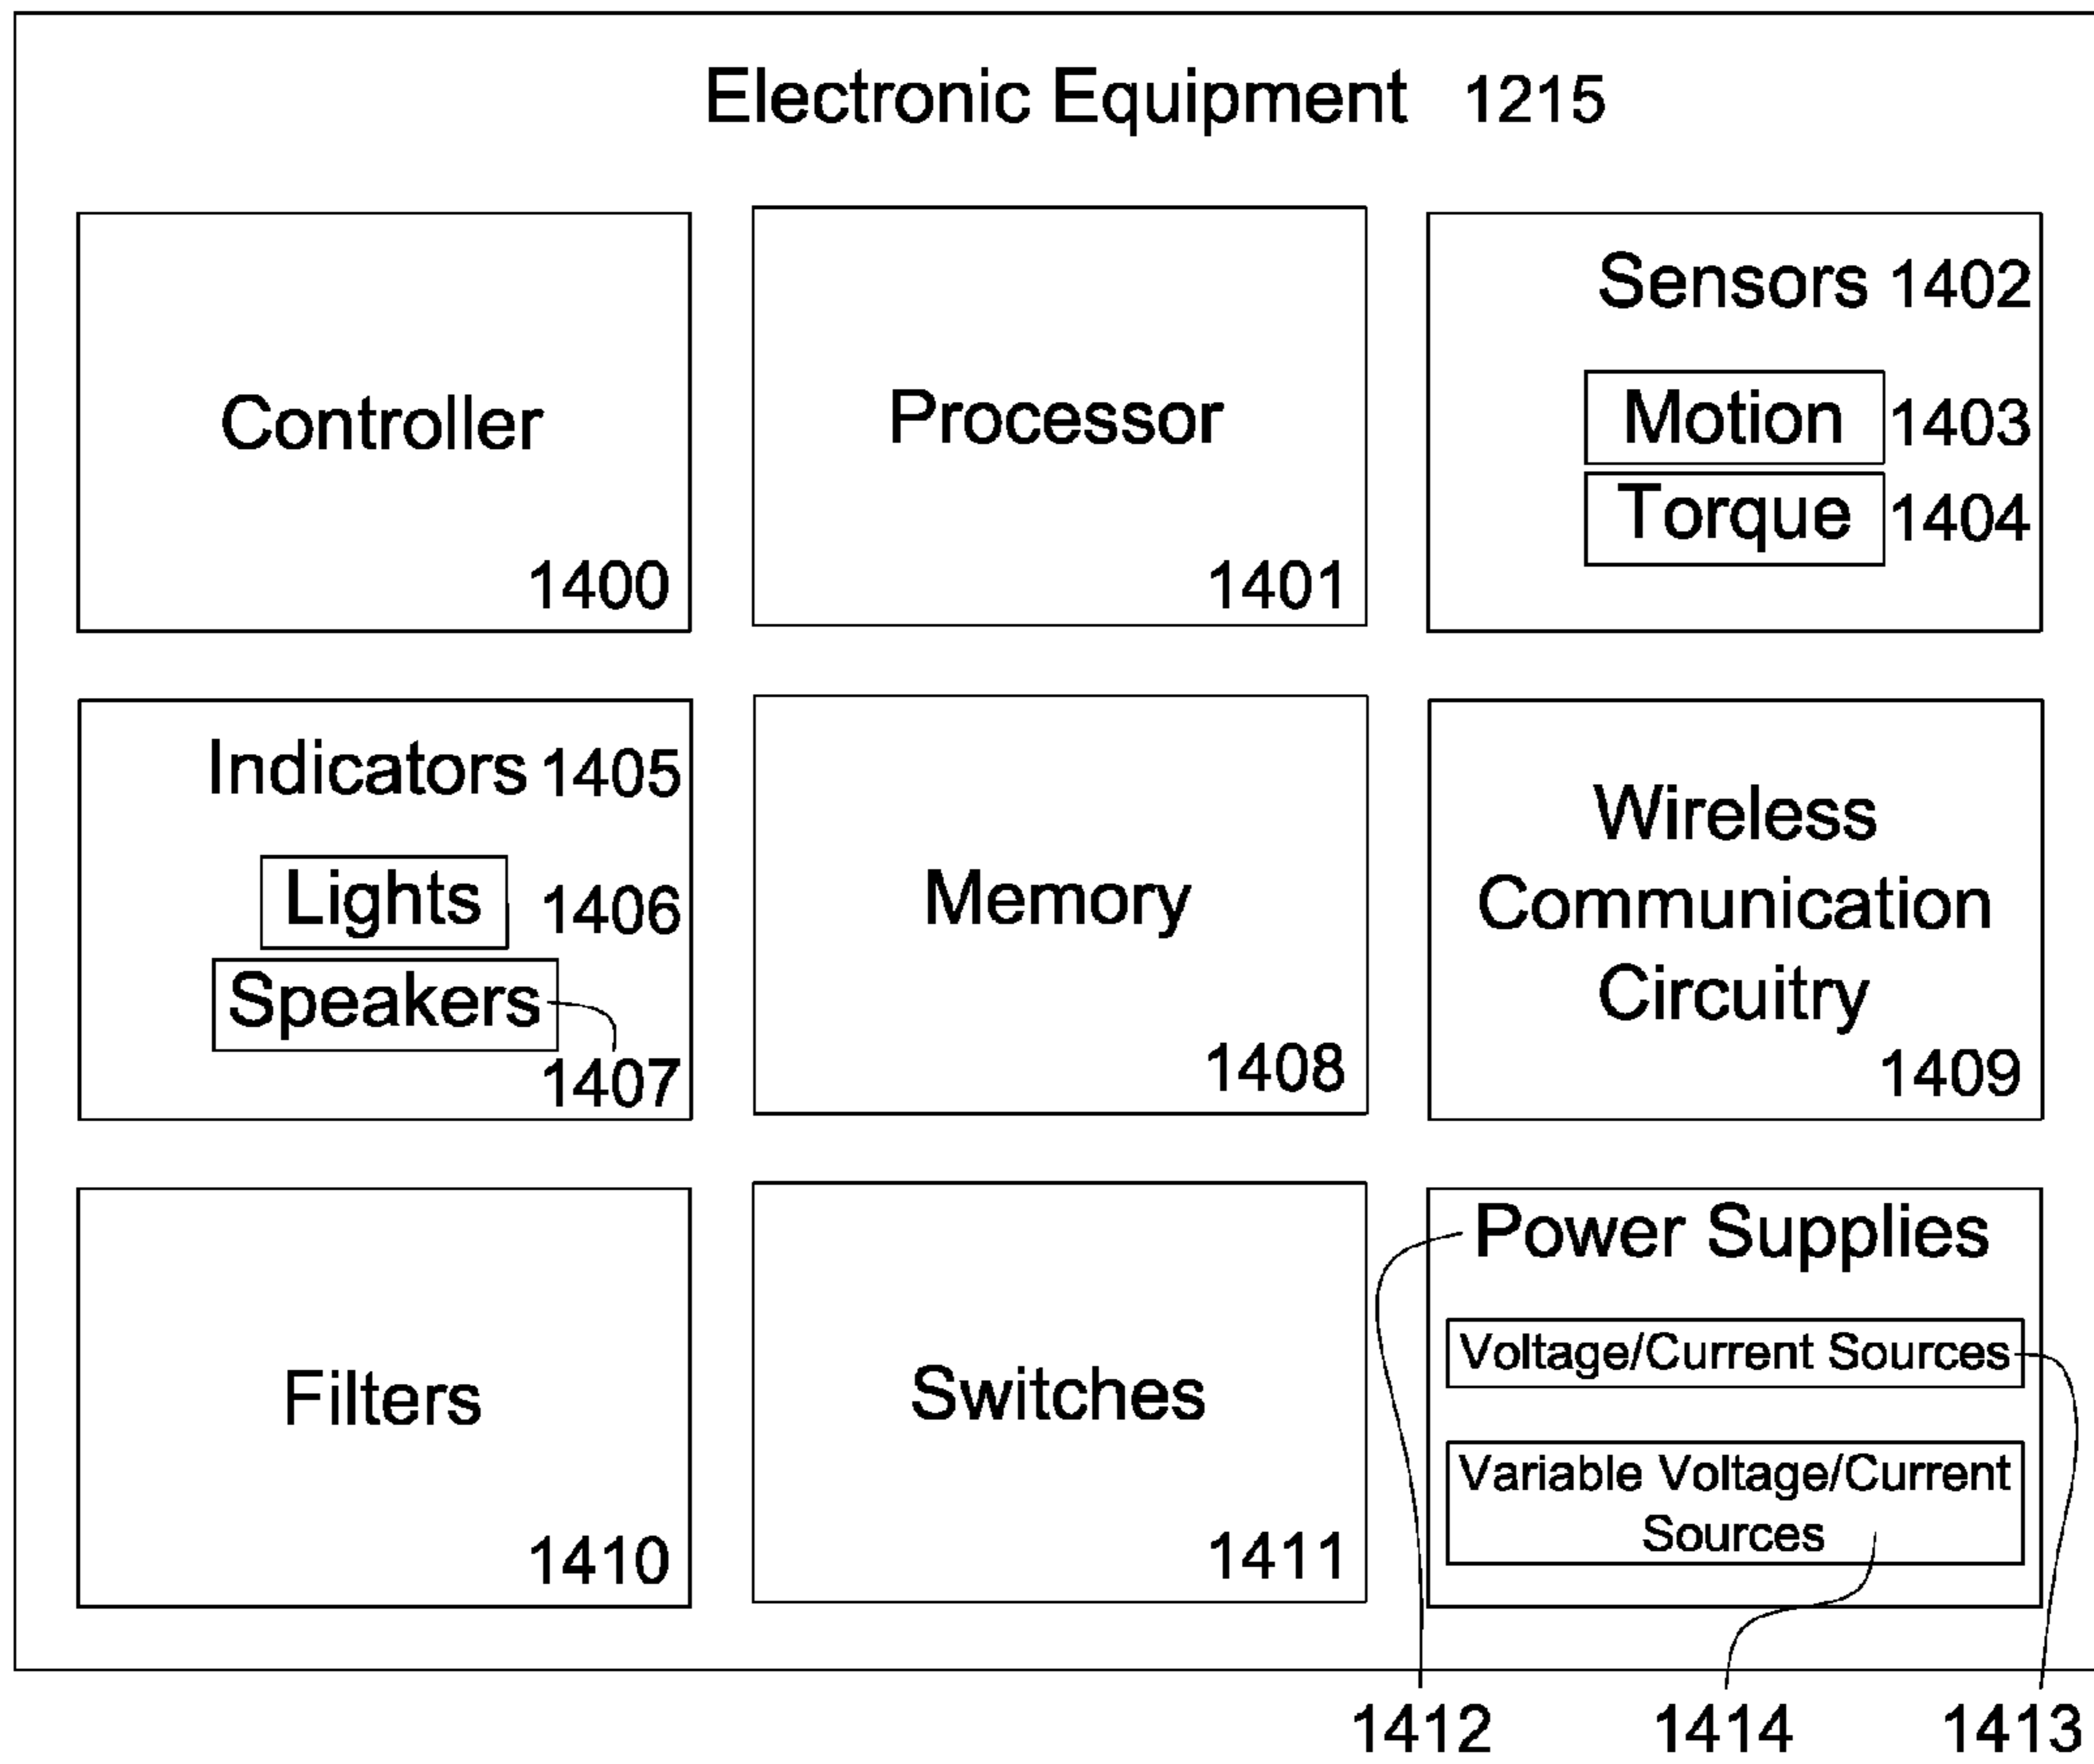 Electronic Equipment 1215
Controller
1400
Processor
1401
Sensors 1402
Motion 1403
Torque 1404
Indicators 1405
Lights 1406
Speakers
1407
Memory
1408
Wireless
Communication
Circuitry
1409
Filters
1410
Switches
1411
Power Supplies
Voltage/Current Sources
Variable Voltage/Current
Sources
1412 1414 1413